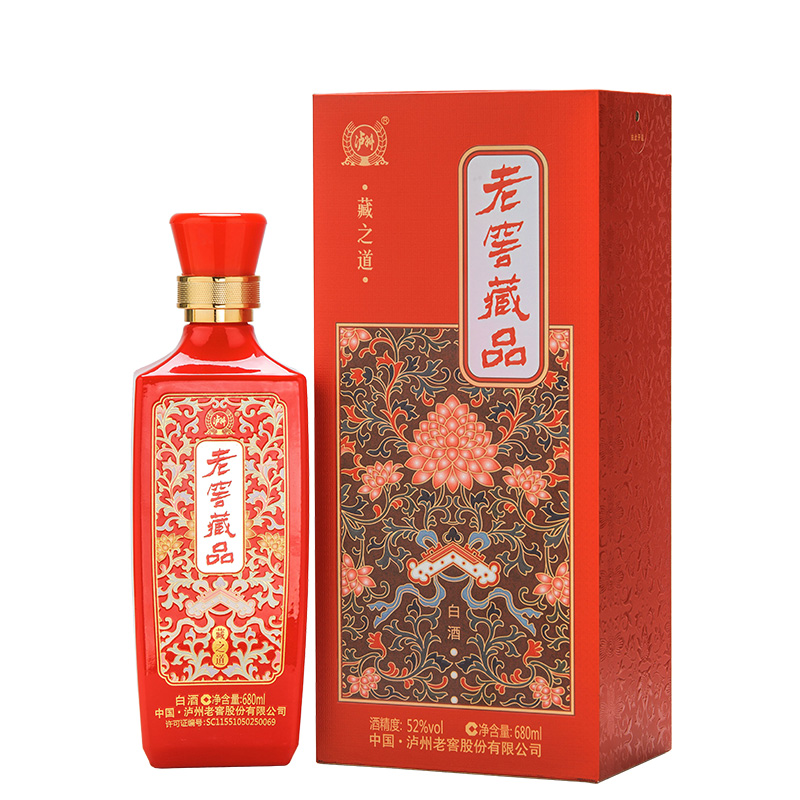 泸州
老窖藏品
藏之道
白酒 净含量:680ml
中国·泸州老窖股份有限公司
许可证编号:SC11551050250069
泸州
®
·藏之道·
老窖藏品
白酒
酒精度: 52%vol 净含量:680ml
中国·泸州老窖股份有限公司